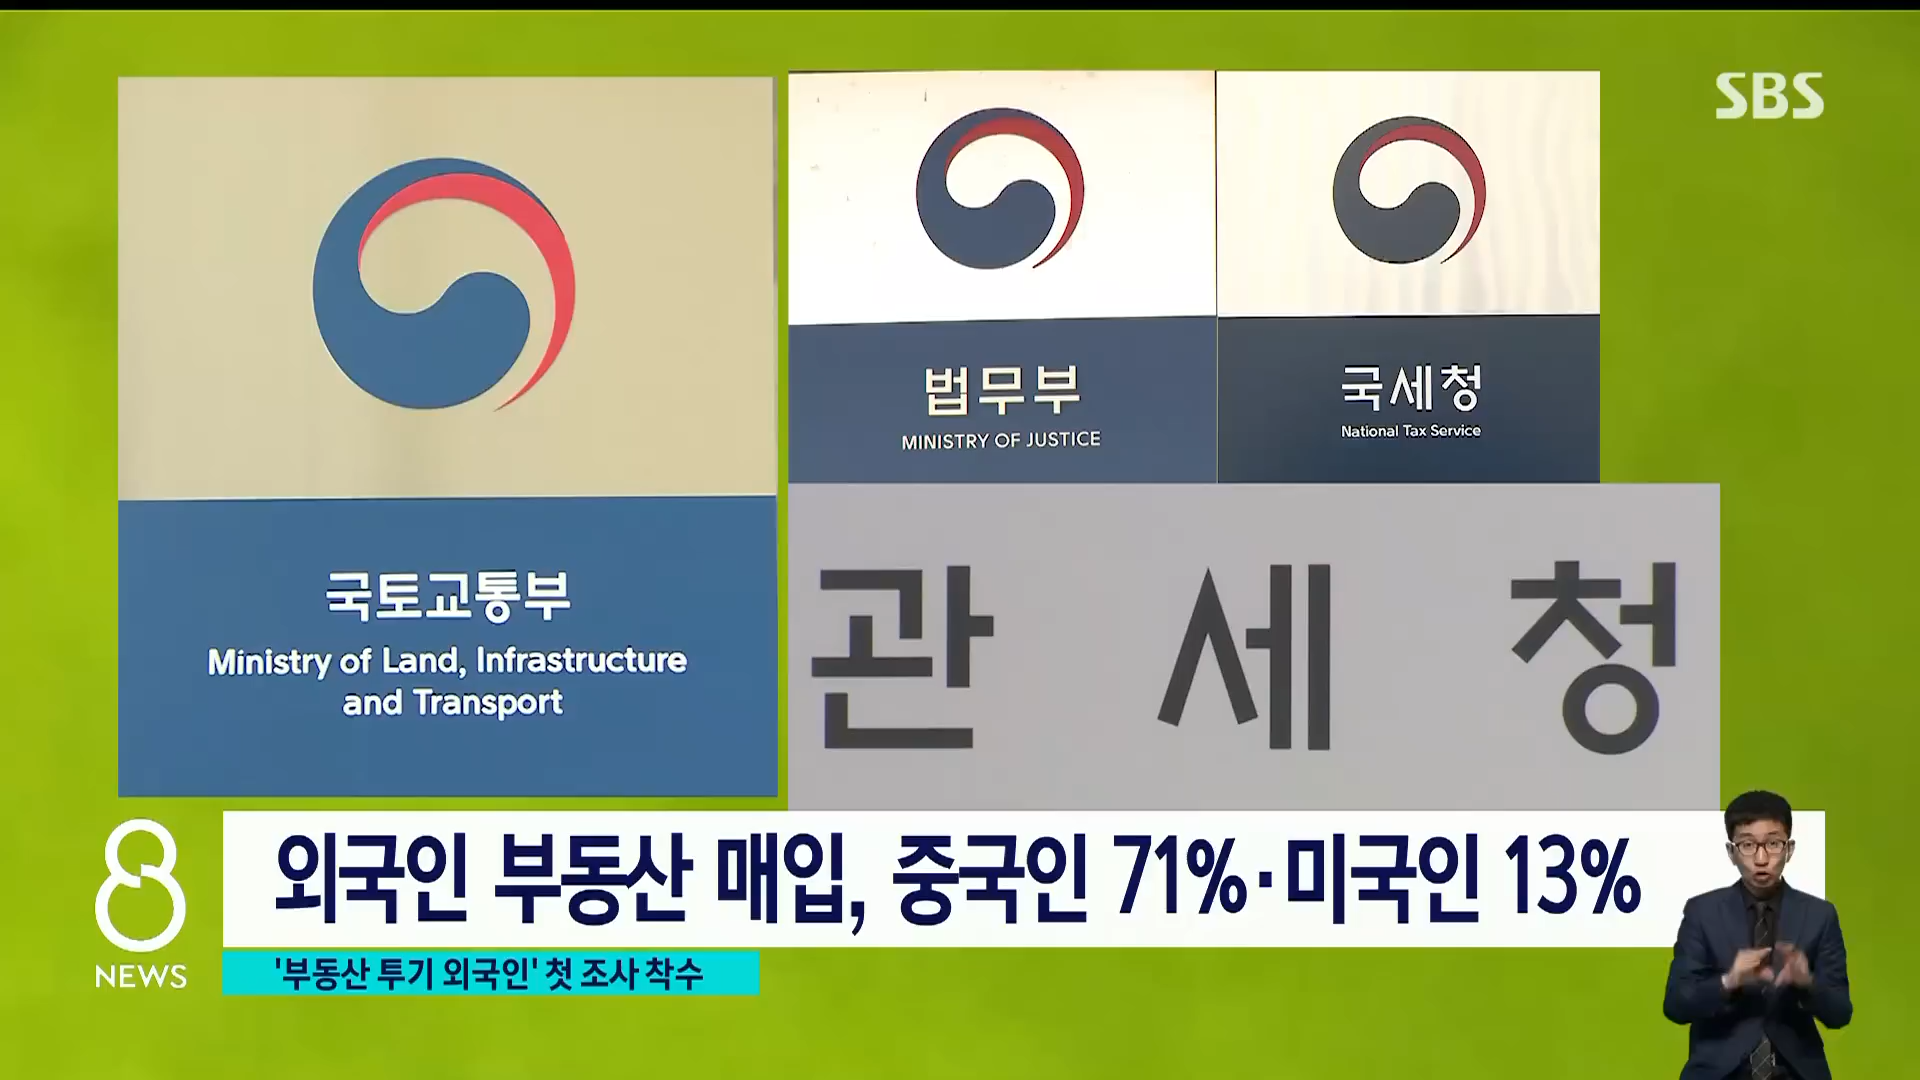 SBS
법무부
MINISTRY OF JUSTICE
국세청
National Tax Service
국토교통부
Ministry of Land, Infrastructure
and Transport
관 세 청
8
NEWS
외국인 부동산 매입, 중국인 71%·미국인 13%
'부동산 투기 외국인' 첫 조사 착수